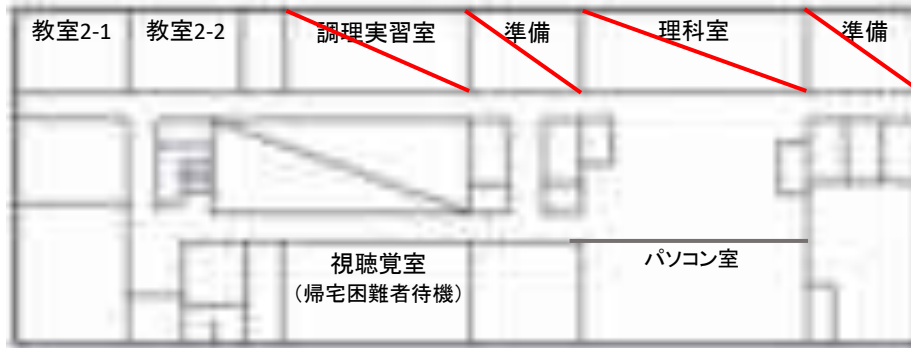 教室2-1
教室2-2
調理実習室
準備
理科室
準備
視聴覚室
（帰宅困難者待機）
パソコン室